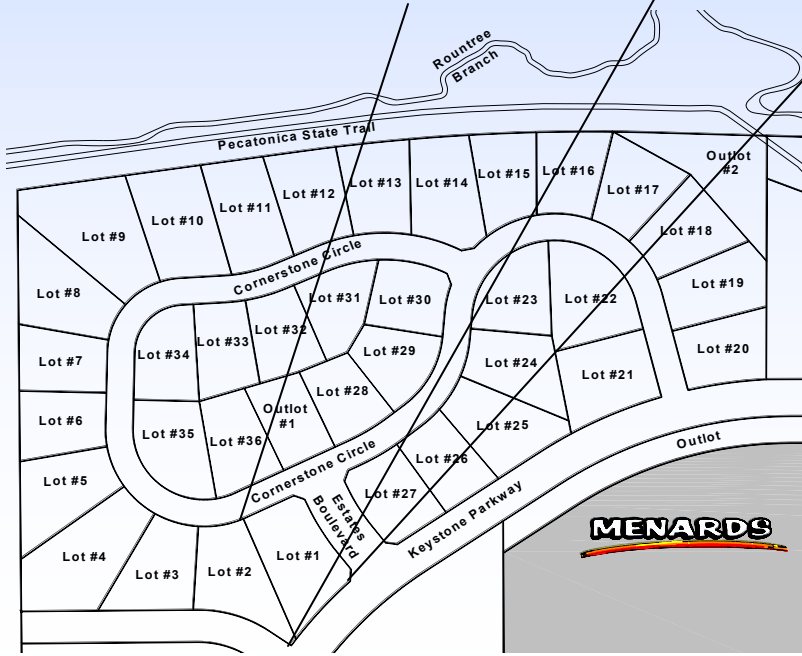 Rountree
Branch
Pecatonica State Trail
Outlot
#2
Lot #9
Lot #10
Lot #11
Lot #12
Lot #13
Lot #14
Lot #15
Lot #16
Lot #17
Lot #18
Lot #19
Lot #20
Lot #8
Lot #7
Lot #6
Lot #5
Lot #4
Lot #3
Lot #2
Lot #1
Cornerstone Circle
Lot #34
Lot #33
Lot #32
Lot #31
Lot #30
Lot #29
Lot #28
Outlot
#1
Lot #36
Lot #35
Cornerstone Circle
Lot #23
Lot #22
Lot #24
Lot #21
Lot #25
Lot #26
Lot #27
Estates
Boulevard
Keystone Parkway
Outlot
MENARDS